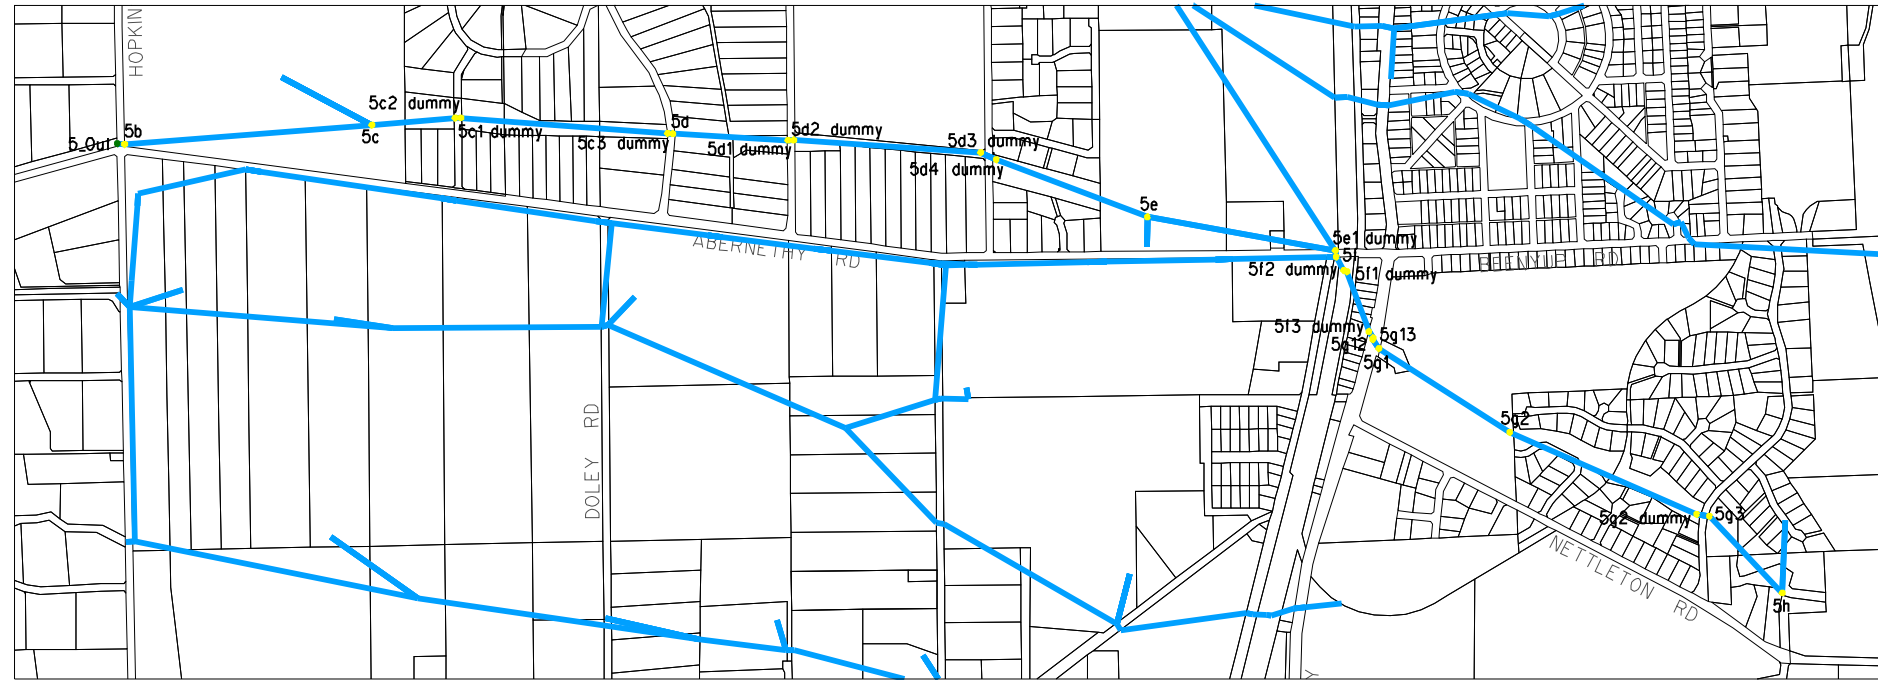 HOPKIN
5c2 dummy
5_Out
5b
5c
5c1 dummy
5c3 dummy
5d
5d1 dummy
5d2 dummy
5d3 dummy
5d4 dummy
5e
ABERNETHY RD
5e1 dummy
5f
5f2 dummy
5f1 dummy
BEENYUP RD
5f3 dummy
5g13
5g12
5g1
5g2
DOLEY RD
5g2 dummy
5g3
NETTLETON RD
5h
Y